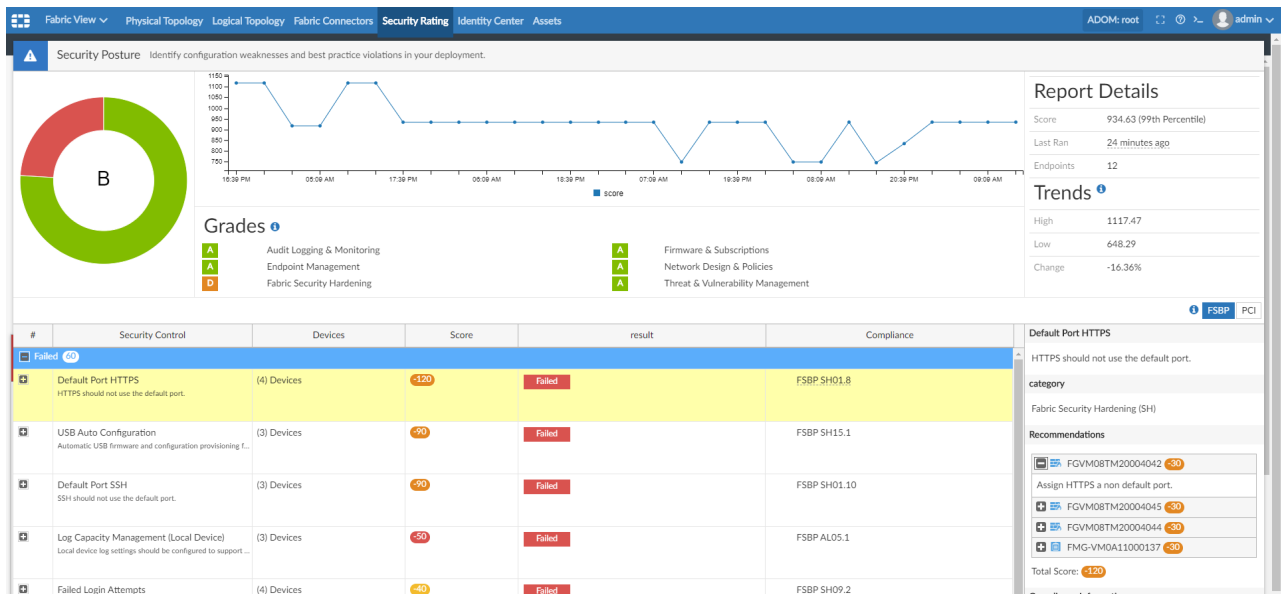 Fabric View Physical Topology Logical Topology Fabric Connectors Security Rating Identity Center Assets ADOM: root admin
Security Posture Identify configuration weaknesses and best practice violations in your deployment.
B
1150
1100
1050
1000
950
900
850
800
750
16:39 PM 05:09 AM 17:39 PM 06:09 AM 18:39 PM 07:09 AM 19:39 PM 08:09 AM 20:39 PM 09:09 AM
score
Report Details
Score 934.63 (99th Percentile)
Last Ran 24 minutes ago
Endpoints 12
Trends
High 1117.47
Low 648.29
Change -16.36%
Grades
A Audit Logging & Monitoring A Firmware & Subscriptions
A Endpoint Management A Network Design & Policies
D Fabric Security Hardening A Threat & Vulnerability Management
FSBP PCI
# Security Control Devices Score result Compliance
Failed 60
Default Port HTTPS (4) Devices -120 Failed FSBP SH01.8
HTTPS should not use the default port.
USB Auto Configuration (3) Devices -90 Failed FSBP SH15.1
Automatic USB firmware and configuration provisioning f...
Default Port SSH (3) Devices -90 Failed FSBP SH01.10
SSH should not use the default port.
Log Capacity Management (Local Device) (3) Devices -50 Failed FSBP AL05.1
Local device log settings should be configured to support ...
Failed Login Attempts (4) Devices -40 Failed FSBP SH09.2
Default Port HTTPS
HTTPS should not use the default port.
category
Fabric Security Hardening (SH)
Recommendations
FGVM08TM20004042 -30
Assign HTTPS a non default port.
FGVM08TM20004045 -30
FGVM08TM20004044 -30
FMG-VM0A11000137 -30
Total Score: -120